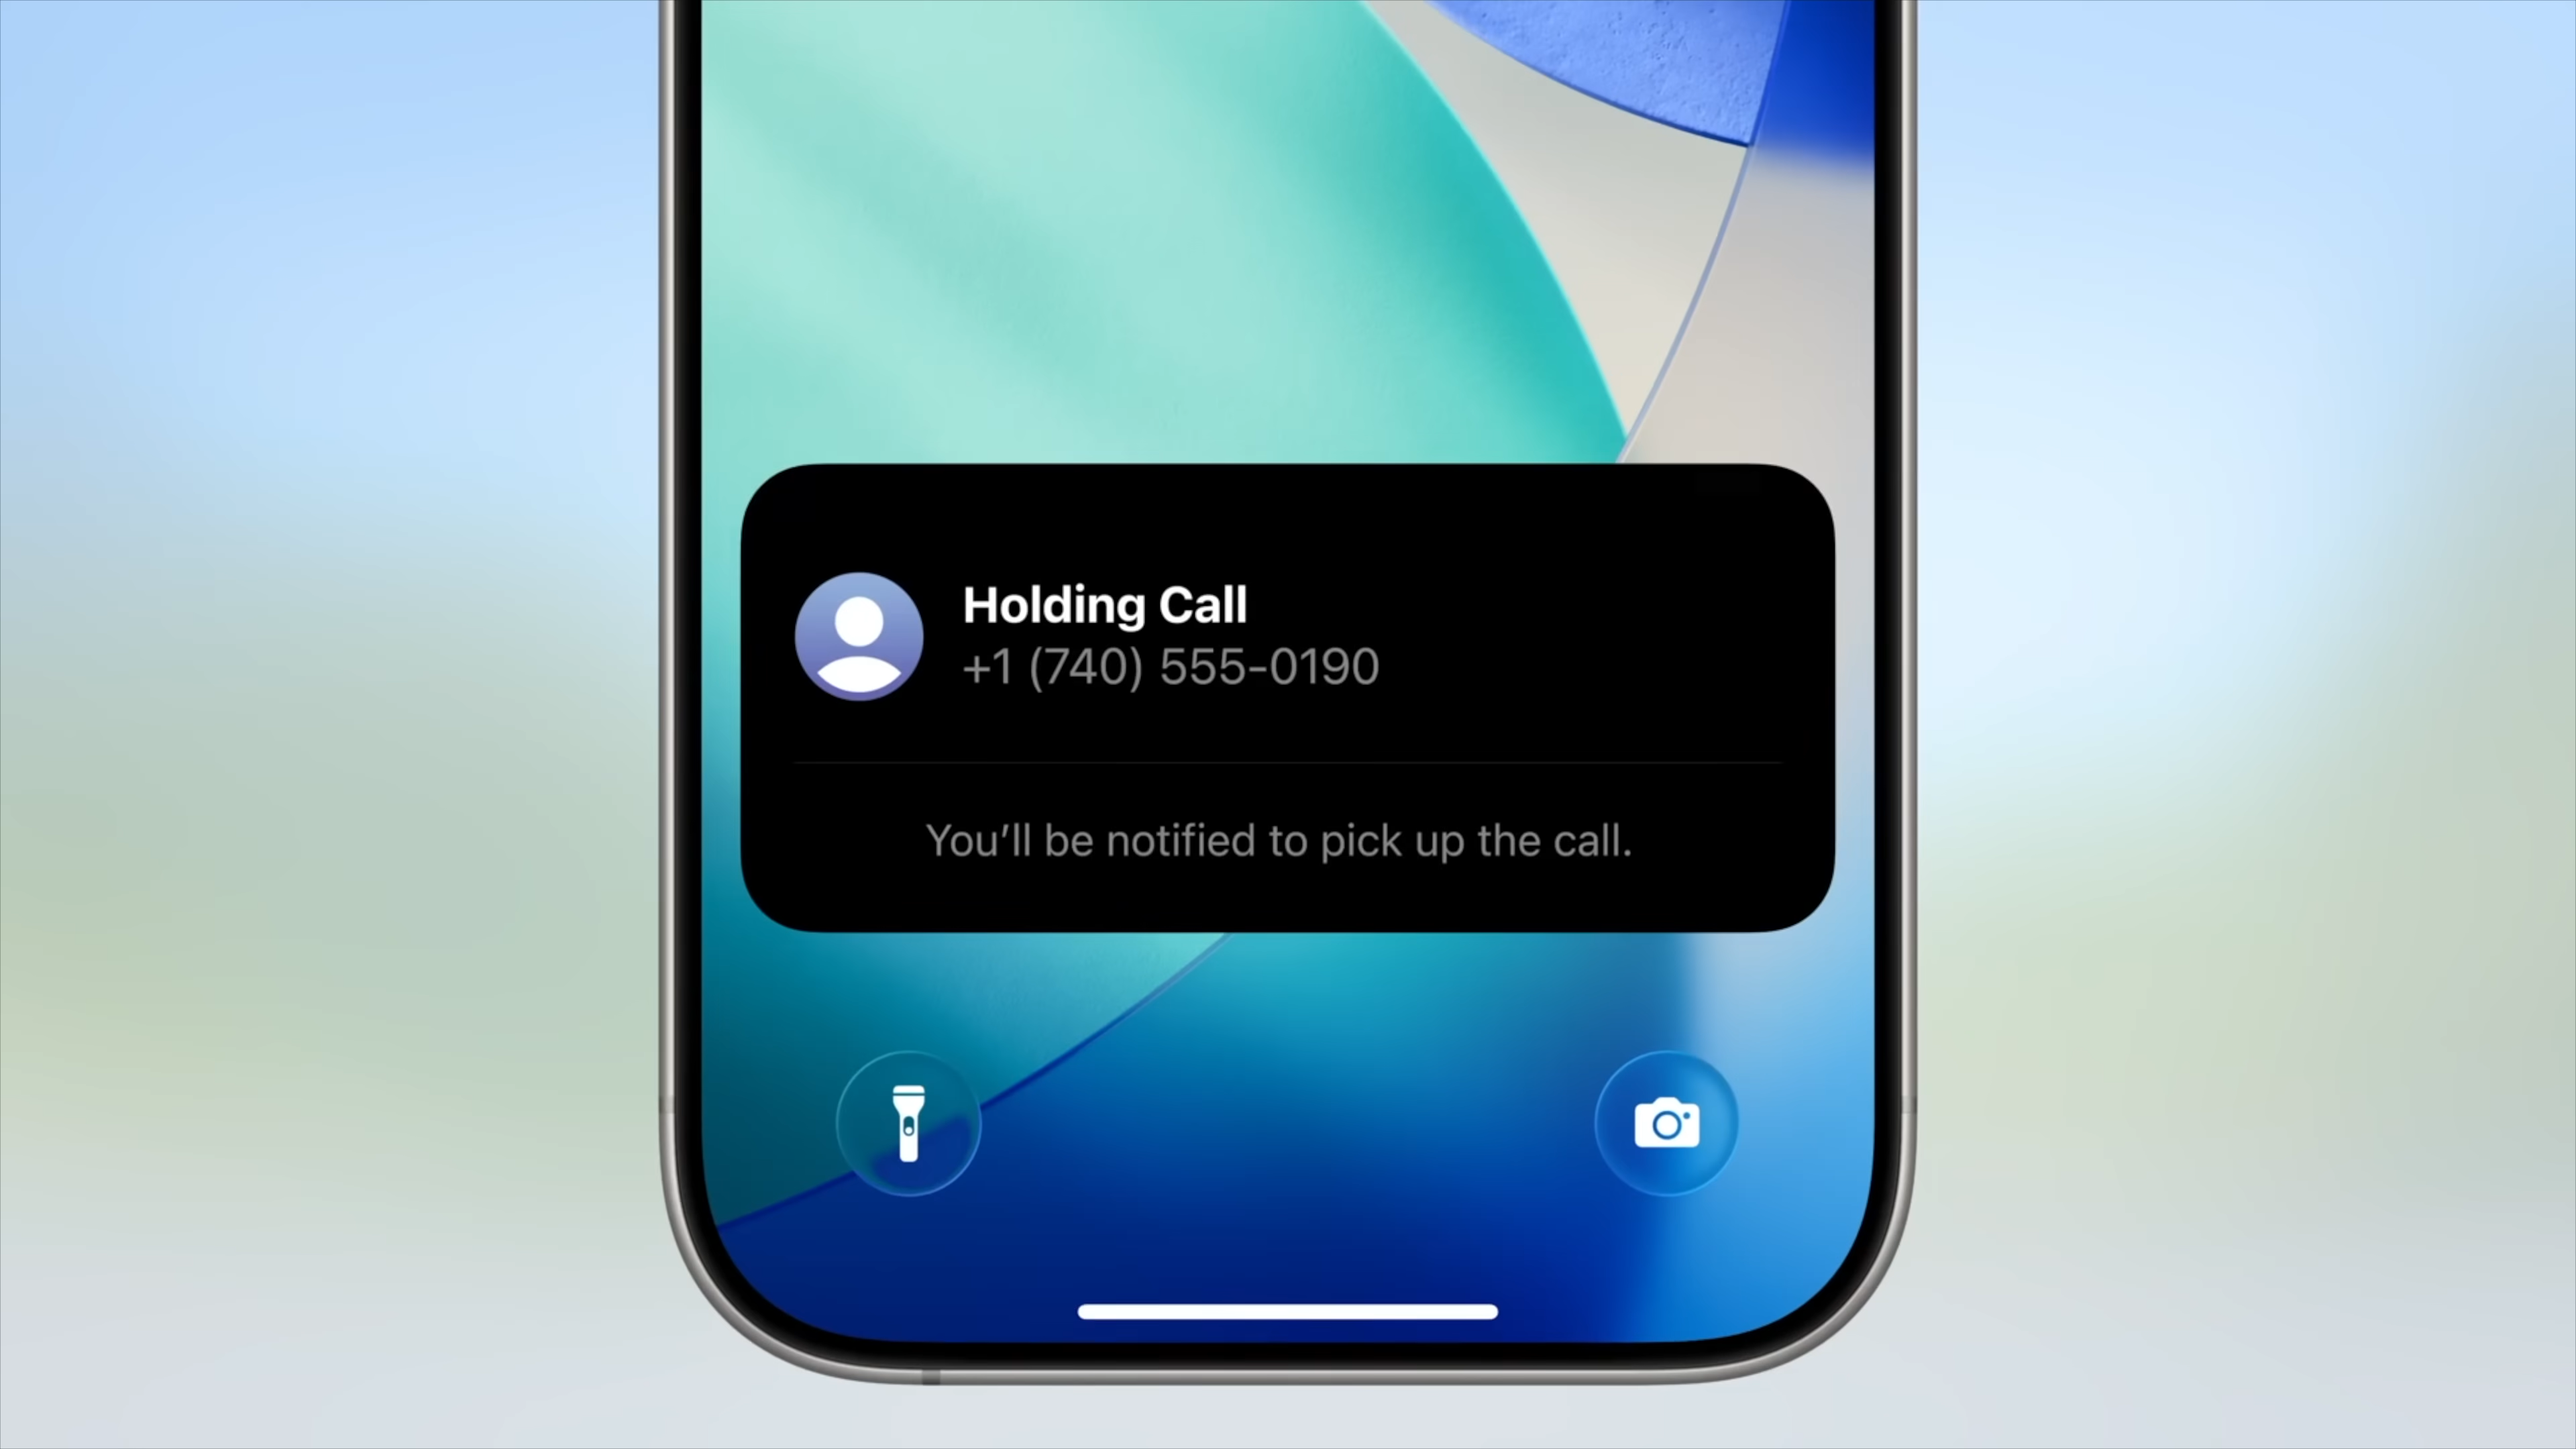 Holding Call
+1 (740) 555-0190
You’ll be notified to pick up the call.